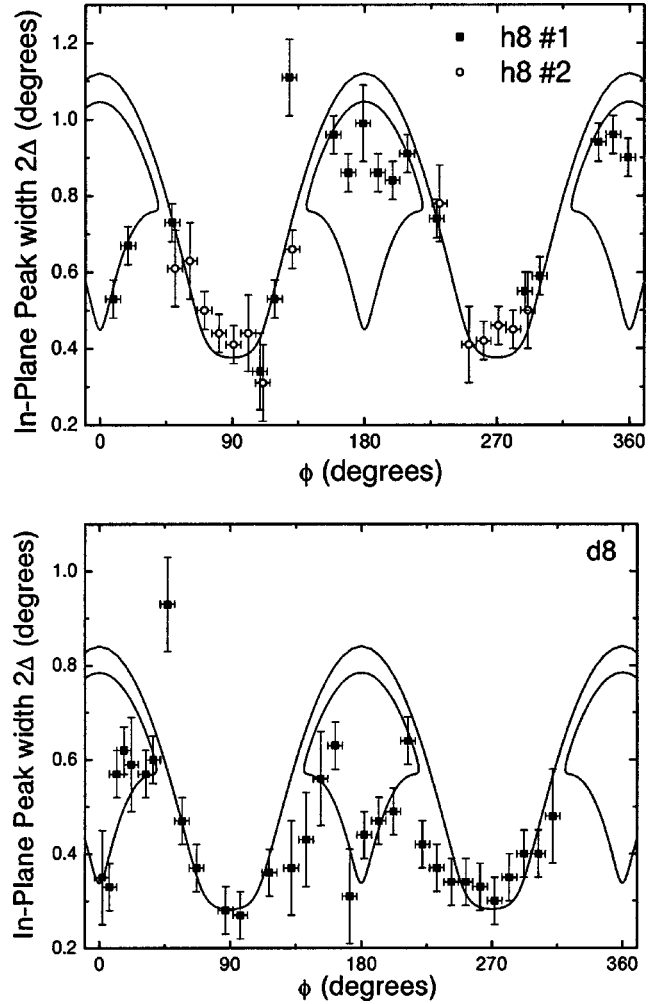 In-Plane Peak width 2Δ (degrees)
1.2
1.0
0.8
0.6
0.4
0.2
h8 #1
h8 #2
0 90 180 270 360
ϕ (degrees)
In-Plane Peak width 2Δ (degrees)
d8
1.0
0.8
0.6
0.4
0.2
0 90 180 270 360
ϕ (degrees)